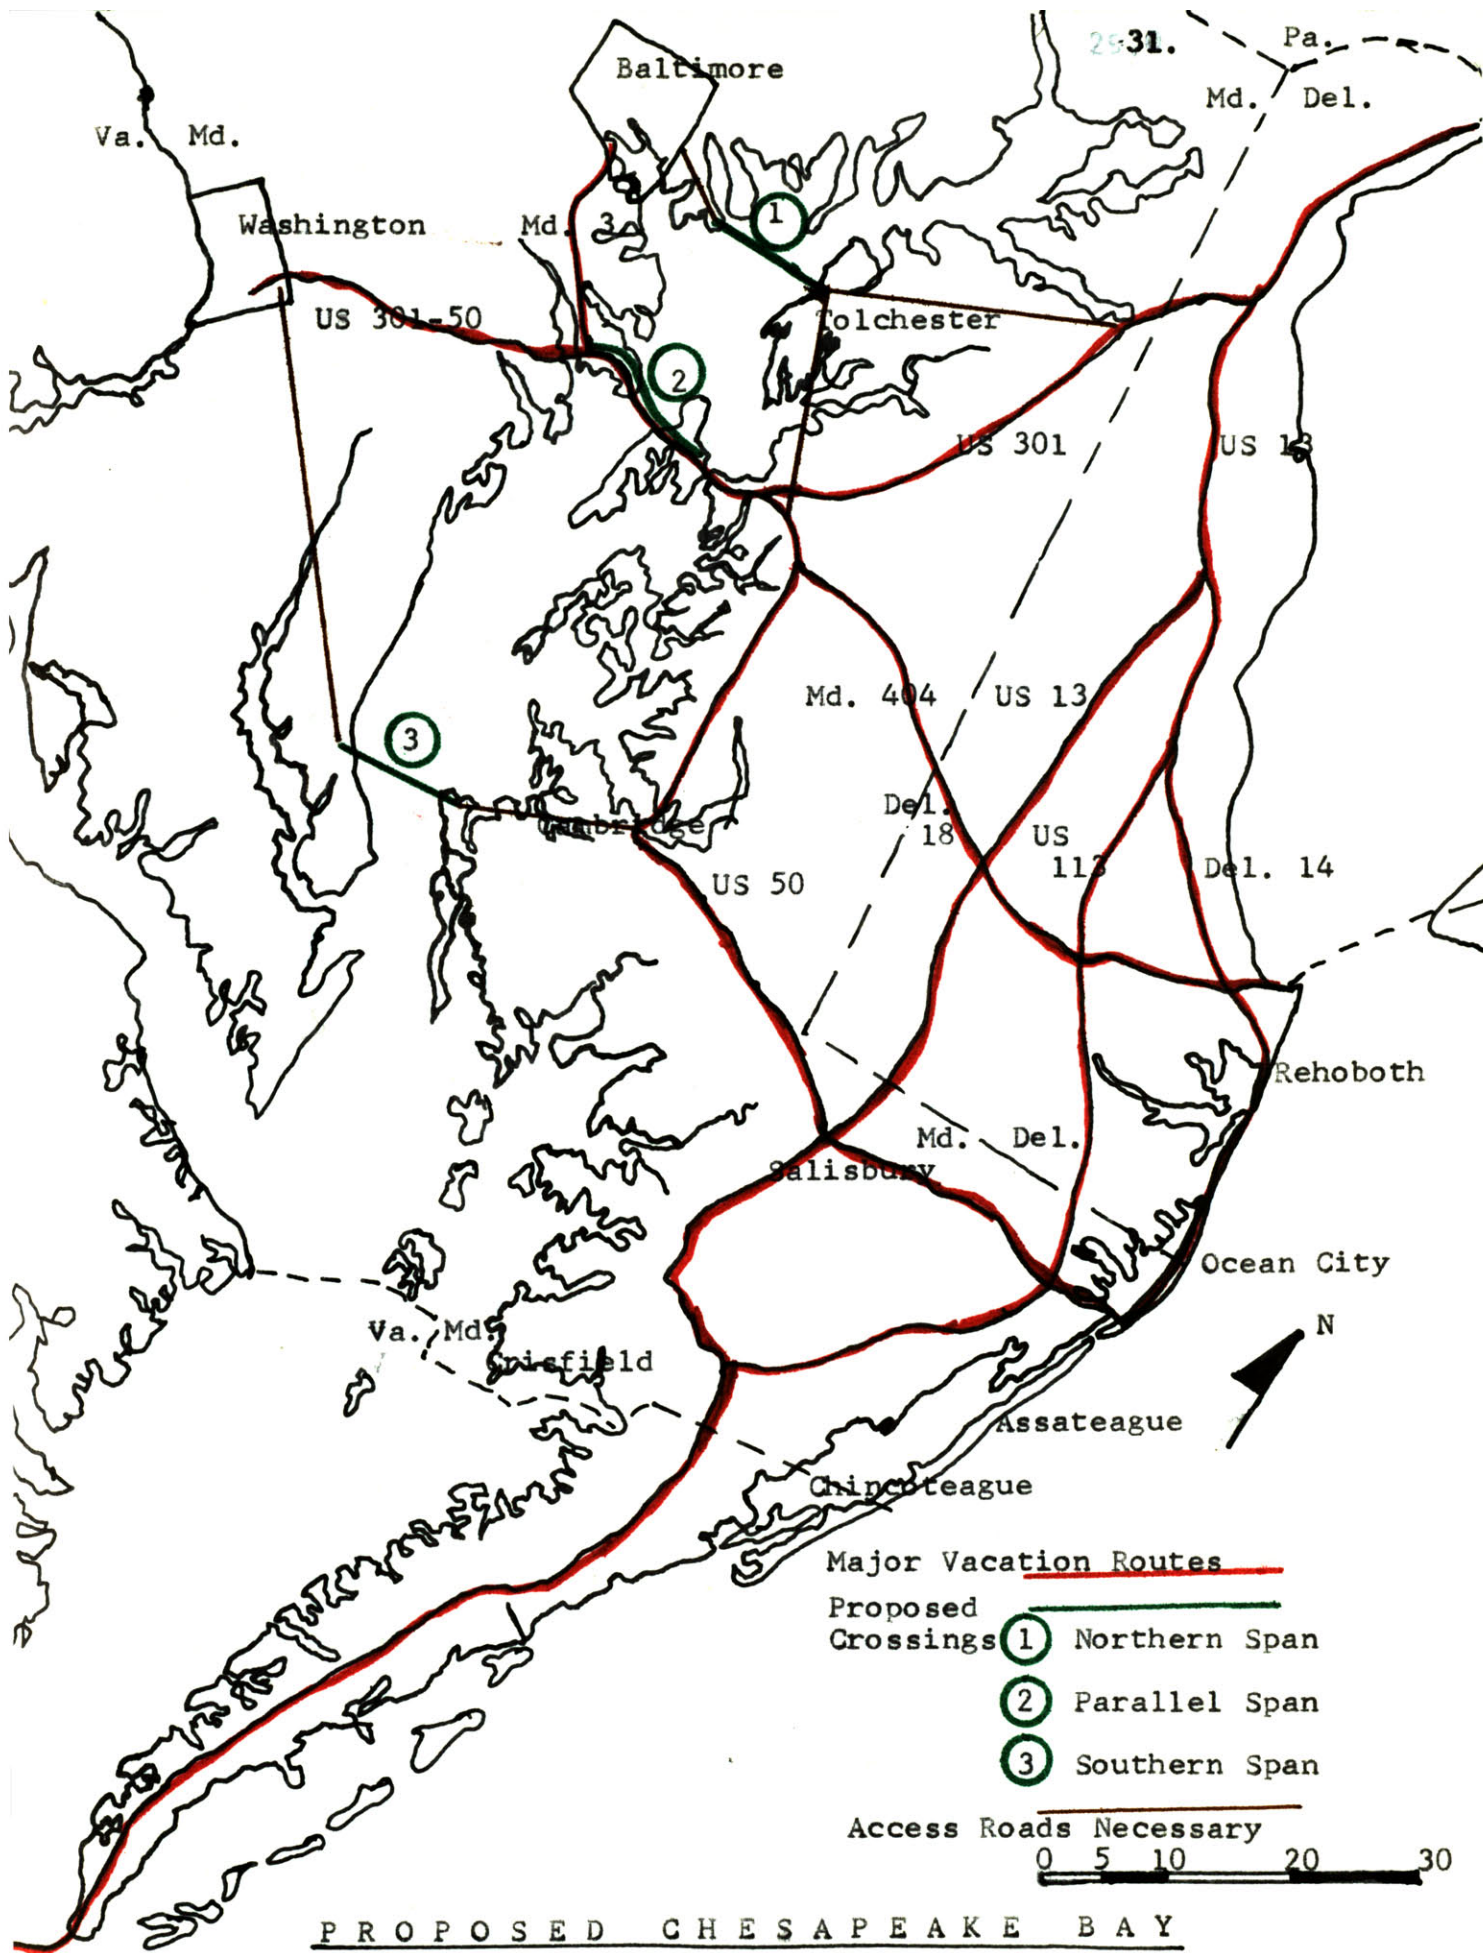 31.
Pa.
Baltimore
Md. Del.
Va. Md.
1
Washington Md. 3
US 301-50
Tolchester
2
US 301
US 13
Md. 404
US 13
3
Del.
18
US
113
Cambridge
US 50
Del. 14
Rehoboth
Md. Del.
Salisbury
Ocean City
Va. Md.
N
Crisfield
Assateague
Chincoteague
Major Vacation Routes
Proposed
Crossings 1 Northern Span
2 Parallel Span
3 Southern Span
Access Roads Necessary
0 5 10 20 30
PROPOSED CHESAPEAKE BAY